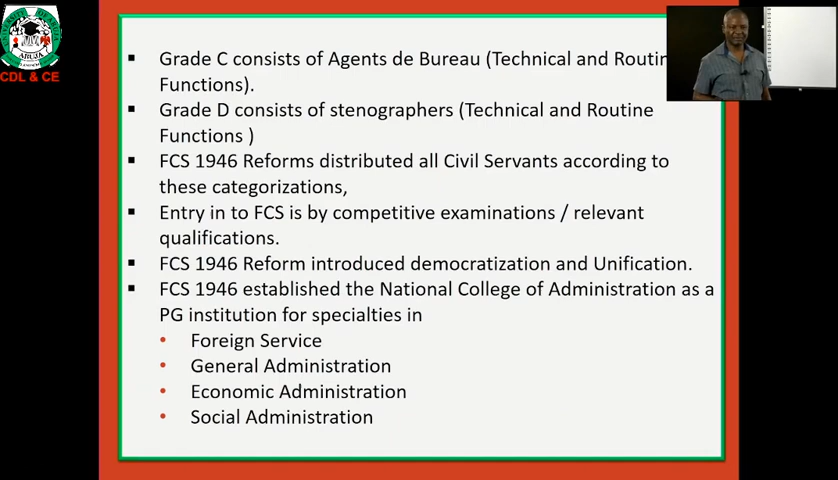 CDL & CE
Grade C consists of Agents de Bureau (Technical and
Functions).
Grade D consists of stenographers (Technical and Routine
Functions )
FCS 1946 Reforms distributed all Civil Servants according to
these categorizations,
Entry in to FCS is by competitive examinations / relevant
qualifications.
FCS 1946 Reform introduced democratization and Unification.
FCS 1946 established the National College of Administration as a
PG institution for specialties in
Foreign Service
General Administration
Economic Administration
Social Administration